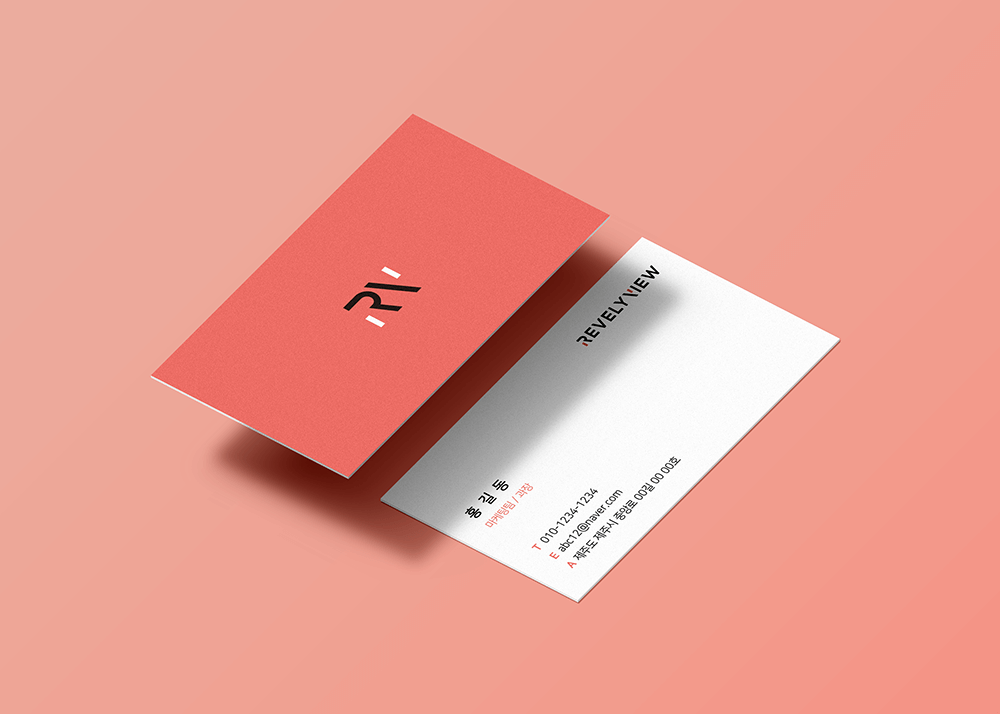 RV
REVELYVIEW
홍 길 동
마케팅팀 / 과장
T 010-1234-1234
E abc12@naver.com
A 제주도 제주시 중앙로 00길 00 00호